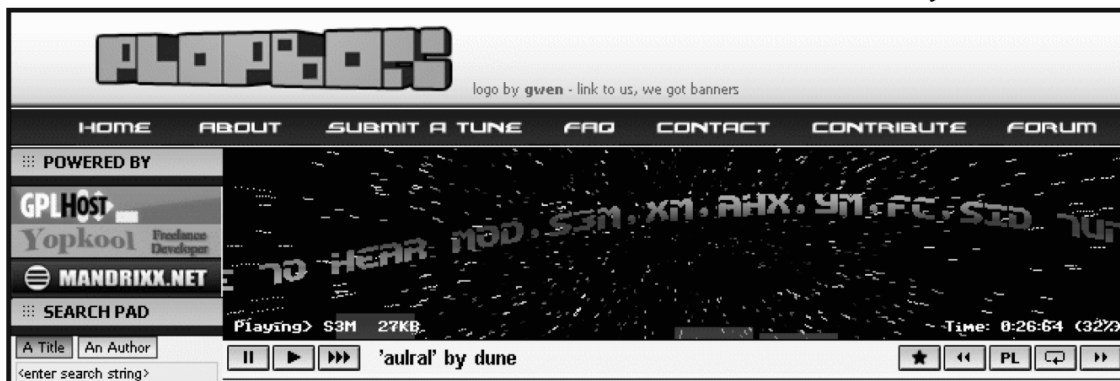 PLOPBOX
logo by gwen - link to us, we got banners
HOME ABOUT SUBMIT A TUNE FAQ CONTACT CONTRIBUTE FORUM
POWERED BY
GPLHOST
Yopkool Freelance Developer
MANDRIXX.NET
E TO HEAR MOD.S3M.XM.AHX.YM.FC.SID TUN
Playing> S3M 27KB
Time: 0:26:64 (32%)
SEARCH PAD
A Title An Author
<enter search string>
'aulral' by dune
PL